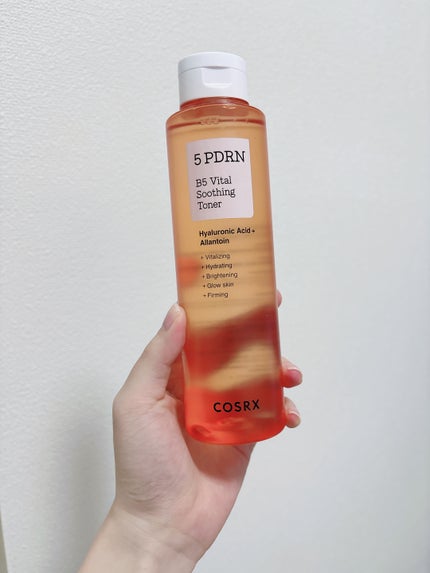 5 PDRN
B5 Vital
Soothing
Toner
Hyaluronic Acid +
Allantoin
+ Vitalizing
+ Hydrating
+ Brightening
+ Glow skin
+ Firming
COSRX